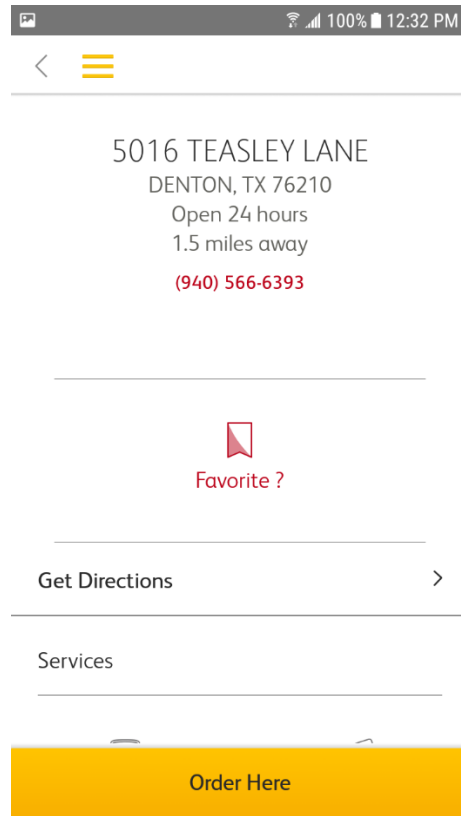 100% 12:32 PM
5016 TEASLEY LANE
DENTON, TX 76210
Open 24 hours
1.5 miles away
(940) 566-6393
Favorite ?
Get Directions
Services
Order Here